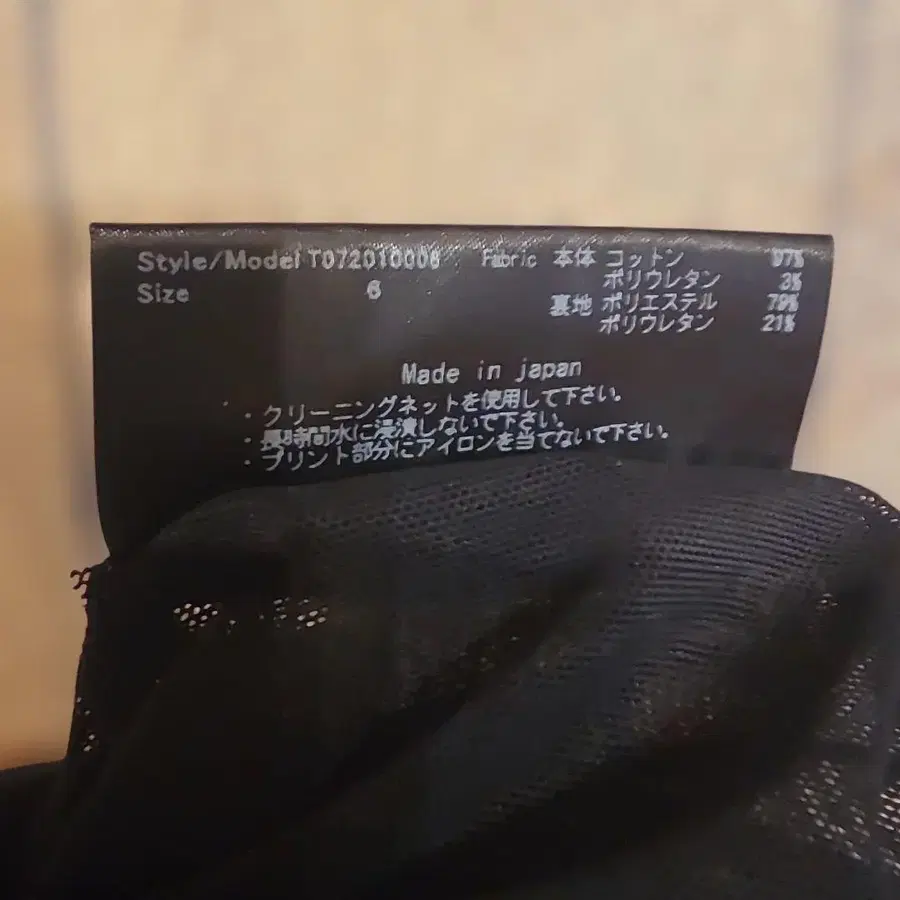 Style/Model T072010006 Fabric 本体 コットン 97%
ポリウレタン 3%
Size 6
裏地 ポリエステル 79%
ポリウレタン 21%
Made in japan
・クリーニングネットを使用して下さい。
・長時間水に浸漬しないで下さい。
・プリント部分にアイロンを当てないで下さい。